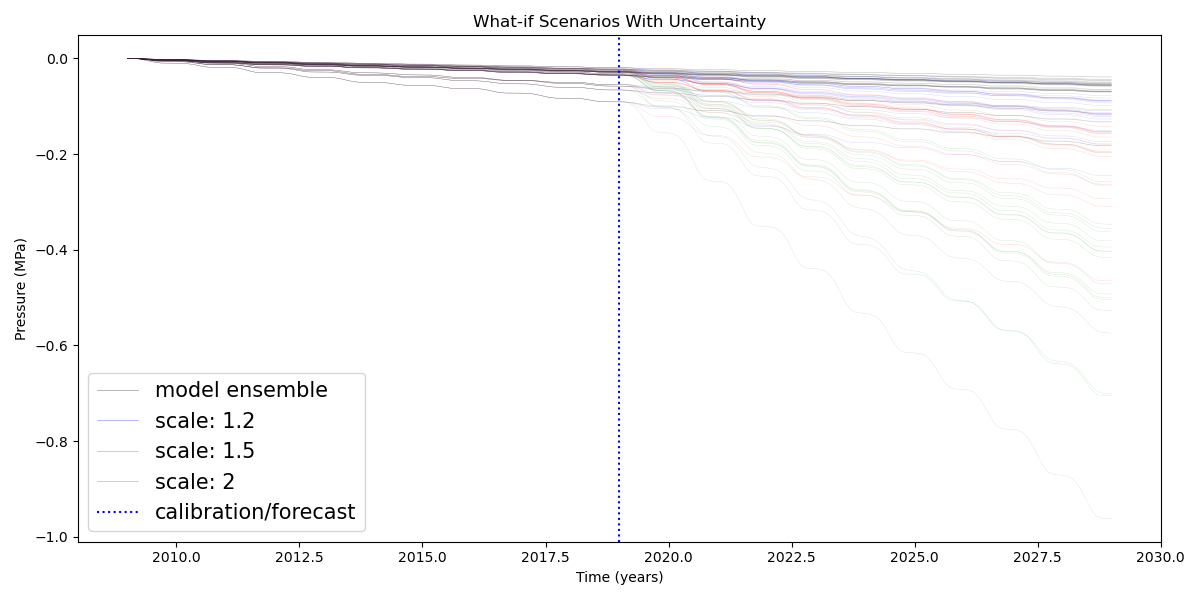 What-if Scenarios With Uncertainty
0.0
−0.2
−0.4
−0.6
−0.8
−1.0
Pressure (MPa)
model ensemble
scale: 1.2
scale: 1.5
scale: 2
calibration/forecast
2010.0 2012.5 2015.0 2017.5 2020.0 2022.5 2025.0 2027.5 2030.0
Time (years)